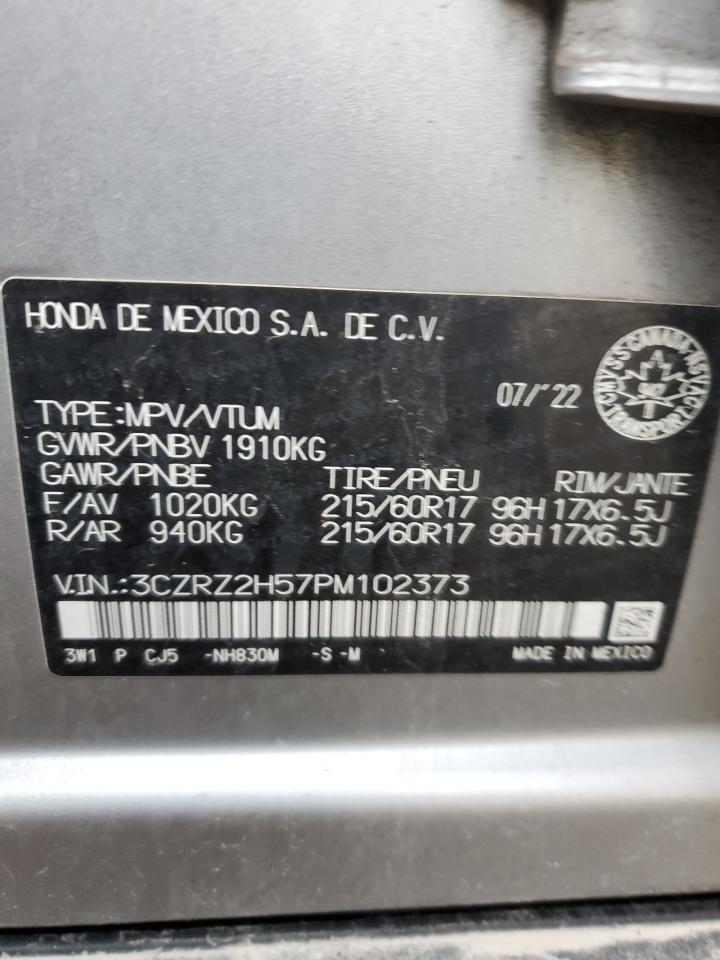 HONDA DE MEXICO S.A. DE C.V.
07/'22
TYPE:MPV/VTUM
GVWR/PNBV 1910KG
GAWR/PNBE TIRE/PNEU RIM/JANTE
F/AV 1020KG 215/60R17 96H 17X6.5J
R/AR 940KG 215/60R17 96H 17X6.5J
V.I.N.:3CZRZ2H57PM102373
3W1 P CJ5 -NH830M -S -M MADE IN MEXICO